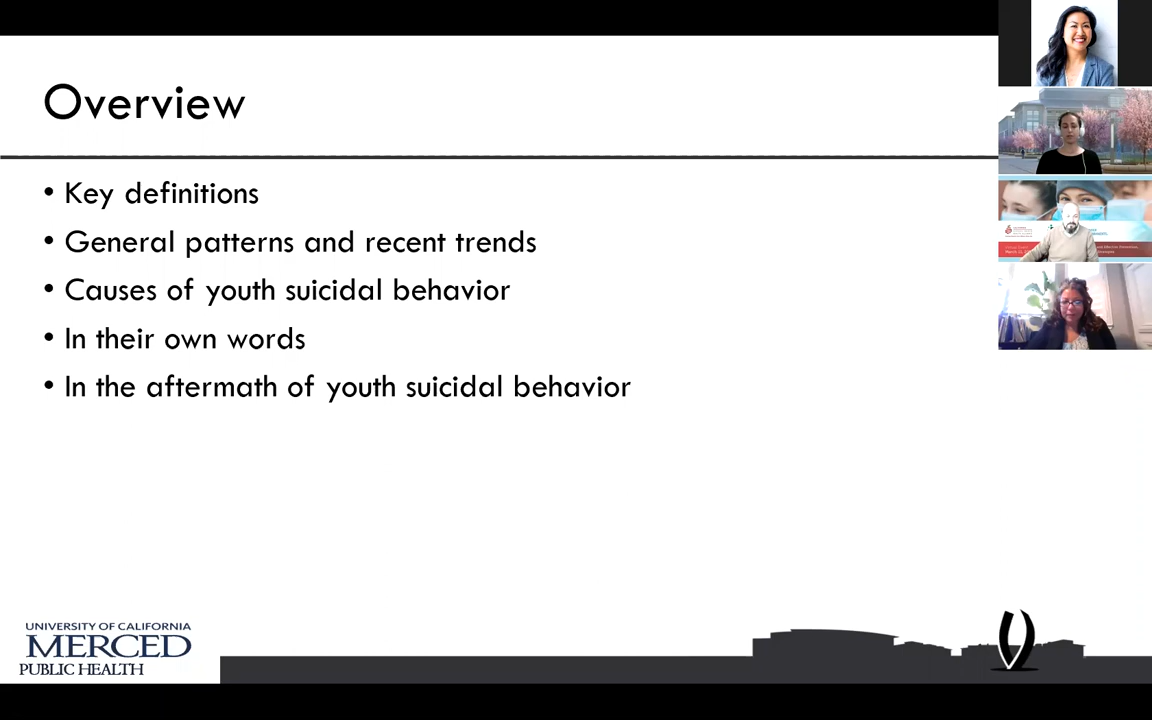 Overview
• Key definitions
• General patterns and recent trends
• Causes of youth suicidal behavior
• In their own words
• In the aftermath of youth suicidal behavior
UNIVERSITY OF CALIFORNIA
MERCED
PUBLIC HEALTH